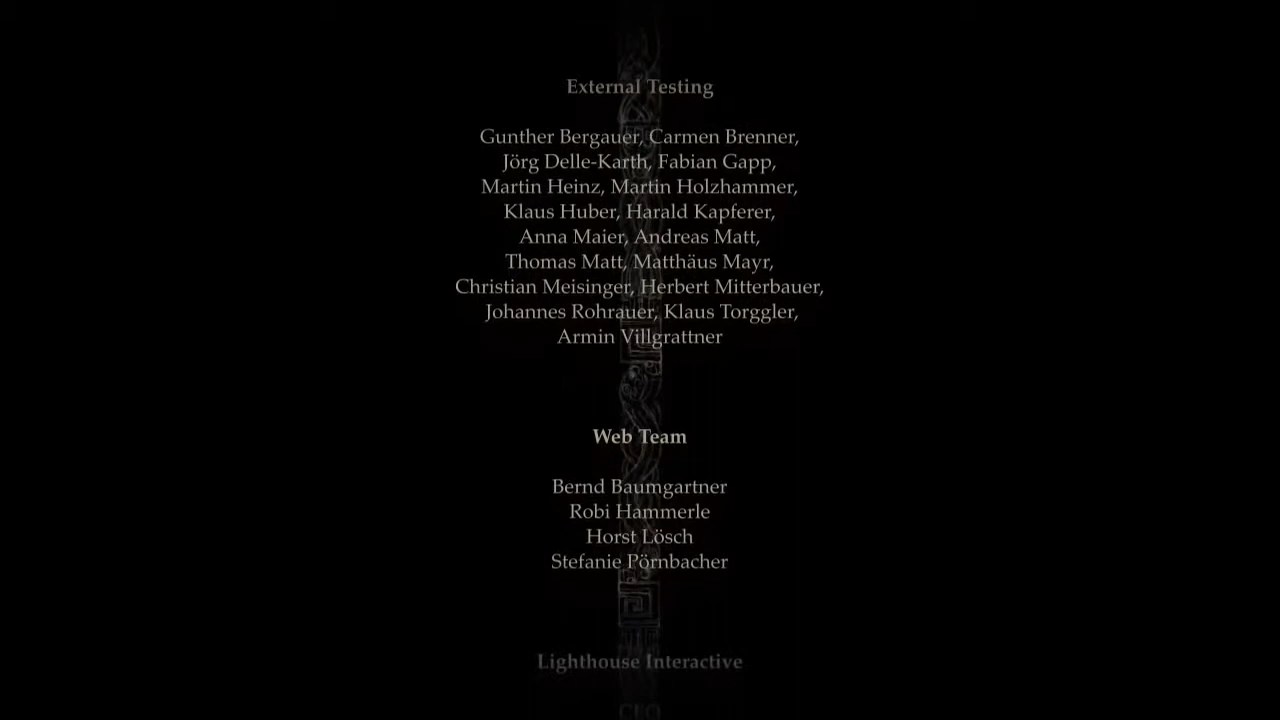 External Testing
Gunther Bergauer, Carmen Brenner,
Jörg Delle-Karth, Fabian Gapp,
Martin Heinz, Martin Holzhammer,
Klaus Huber, Harald Kapferer,
Anna Maier, Andreas Matt,
Thomas Matt, Matthäus Mayr,
Christian Meisinger, Herbert Mitterbauer,
Johannes Rohrauer, Klaus Torggler,
Armin Villgrattner
Web Team
Bernd Baumgartner
Robi Hammerle
Horst Lösch
Stefanie Pörnbacher
Lighthouse Interactive
CEO